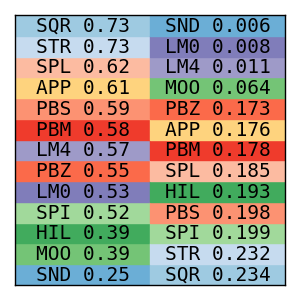 SQR 0.73 SND 0.006
STR 0.73 LM0 0.008
SPL 0.62 LM4 0.011
APP 0.61 MOO 0.064
PBS 0.59 PBZ 0.173
PBM 0.58 APP 0.176
LM4 0.57 PBM 0.178
PBZ 0.55 SPL 0.185
LM0 0.53 HIL 0.193
SPI 0.52 PBS 0.198
HIL 0.39 SPI 0.199
MOO 0.39 STR 0.232
SND 0.25 SQR 0.234